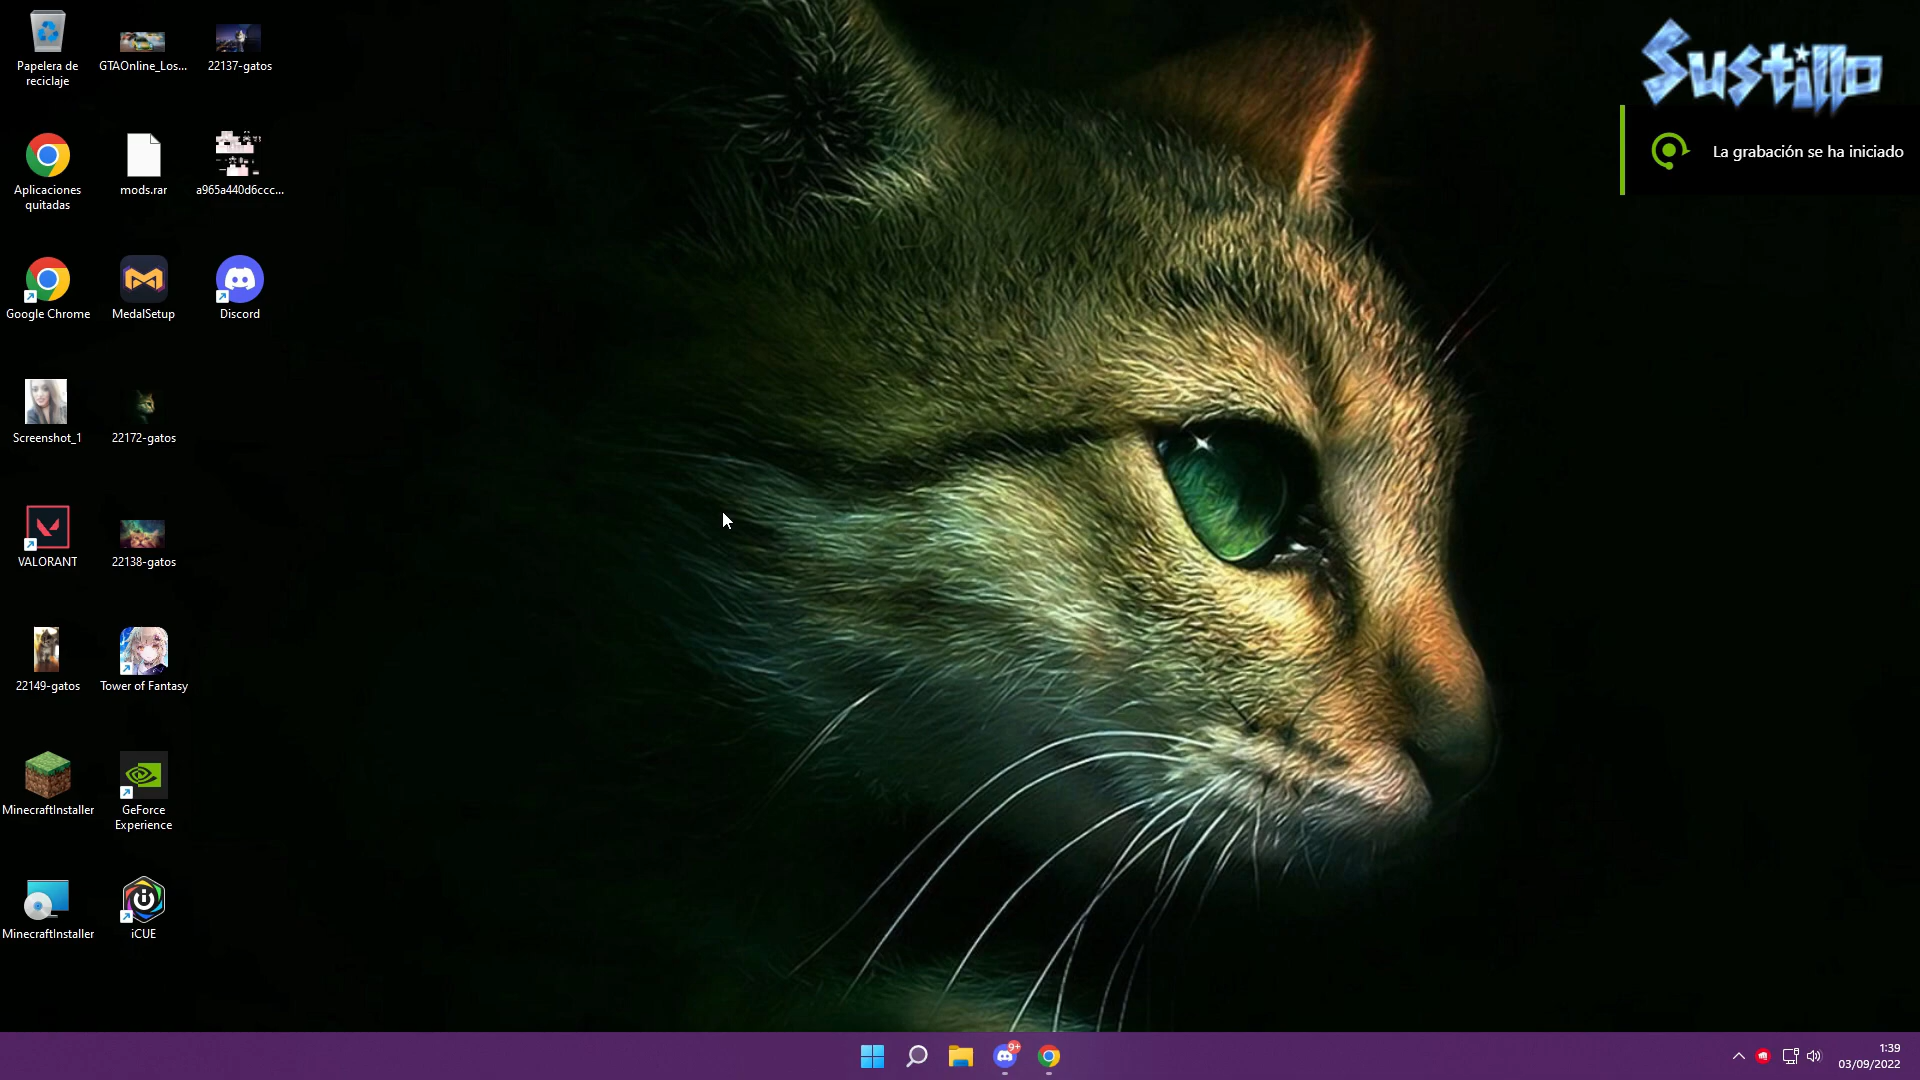 Papelera de
reciclaje
GTAOnline_Los...
22137-gatos
Sustillo
La grabación se ha iniciado
Aplicaciones
quitadas
mods.rar
a965a440d6ccc...
Google Chrome
MedalSetup
Discord
Screenshot_1
22172-gatos
VALORANT
22138-gatos
22149-gatos
Tower of Fantasy
MinecraftInstaller
GeForce
Experience
MinecraftInstaller
iCUE
9+
1:39
03/09/2022